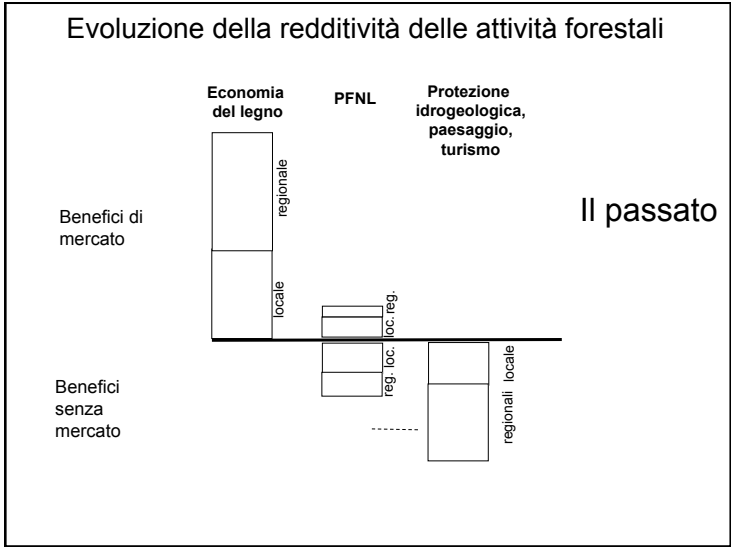 Evoluzione della redditività delle attività forestali
Economia
del legno
PFNL
Protezione
idrogeologica,
paesaggio,
turismo
regionale
locale
Benefici di
mercato
Il passato
reg.
loc.
loc.
reg.
locale
regionali
Benefici
senza
mercato